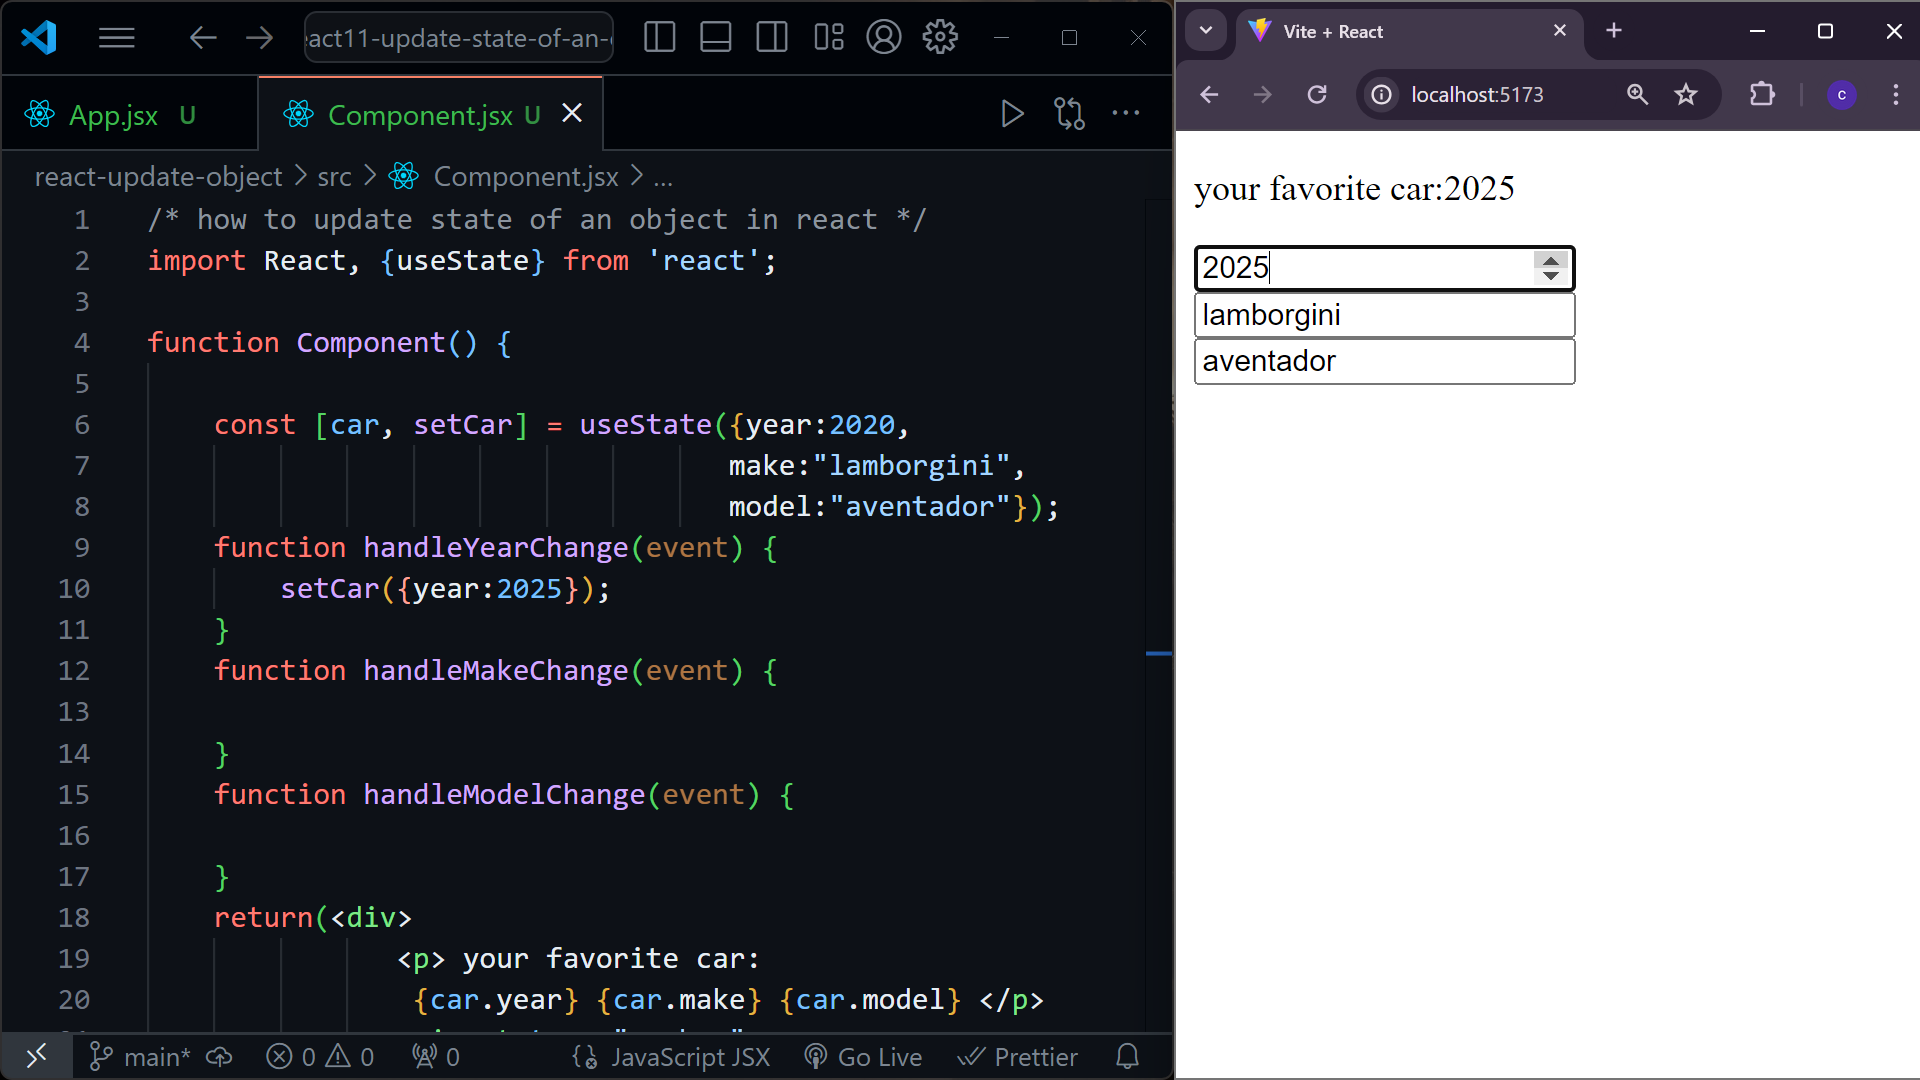 eact11-update-state-of-an-
App.jsx U
Component.jsx U
react-update-object > src > Component.jsx > ...
1 /* how to update state of an object in react */
2 import React, {useState} from 'react';
3
4 function Component() {
5
6 const [car, setCar] = useState({year:2020,
7 make:"lamborgini",
8 model:"aventador"});
9 function handleYearChange(event) {
10 setCar({year:2025});
11 }
12 function handleMakeChange(event) {
13
14 }
15 function handleModelChange(event) {
16
17 }
18 return(<div>
19 <p> your favorite car:
20 {car.year} {car.make} {car.model} </p>
main* 0 0 0 JavaScript JSX Go Live Prettier
Vite + React
localhost:5173
c
your favorite car:2025
2025
lamborgini
aventador